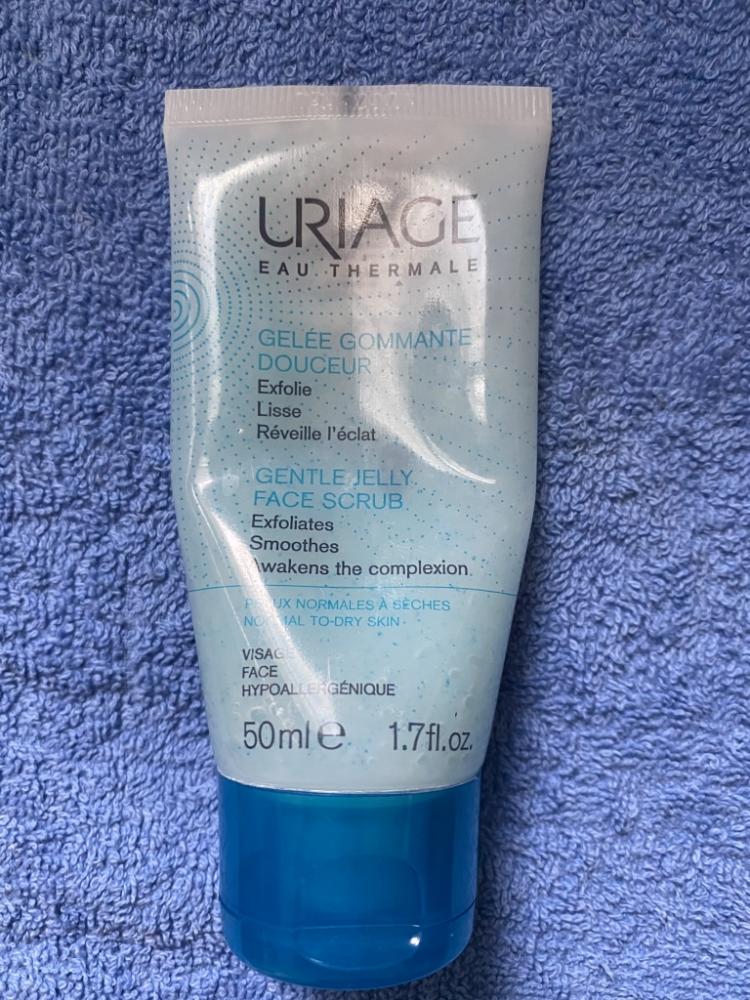 URIAGE
EAU THERMALE
GELÉE GOMMANTE
DOUCEUR
Exfolie
Lisse
Réveille l'éclat
GENTLE JELLY
FACE SCRUB
Exfoliates
Smoothes
Awakens the complexion
PEAUX NORMALES À SÈCHES
NORMAL TO-DRY SKIN
VISAGE
FACE
HYPOALLERGÉNIQUE
50ml e 1.7fl.oz.